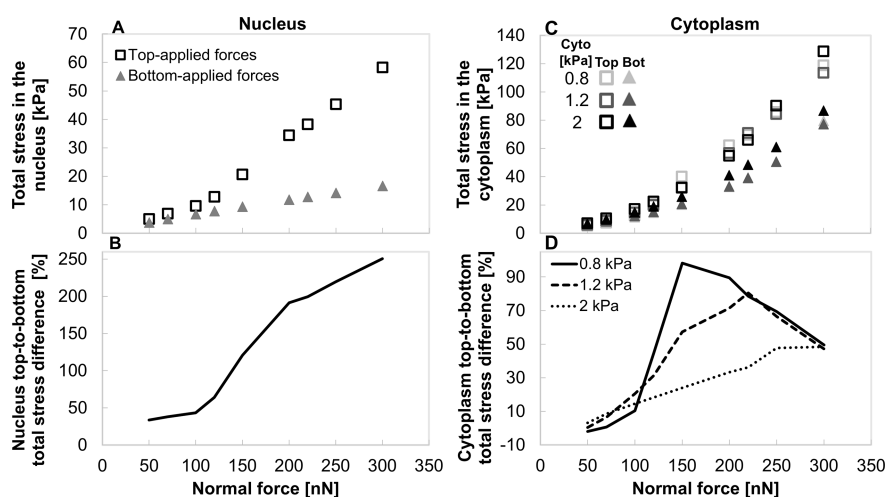 A
Nucleus
Total stress in the
nucleus [kPa]
70
60
50
40
30
20
10
0
Top-applied forces
Bottom-applied forces
C
Cytoplasm
Total stress in the
cytoplasm [kPa]
140
120
100
80
60
40
20
0
Cyto
[kPa] Top Bot
0.8
1.2
2
B
Nucleus top-to-bottom
total stress difference [%]
250
200
150
100
50
0
0 50 100 150 200 250 300 350
Normal force [nN]
D
Cytoplasm top-to-bottom
total stress difference [%]
90
70
50
30
10
-10
0.8 kPa
1.2 kPa
2 kPa
0 50 100 150 200 250 300 350
Normal force [nN]